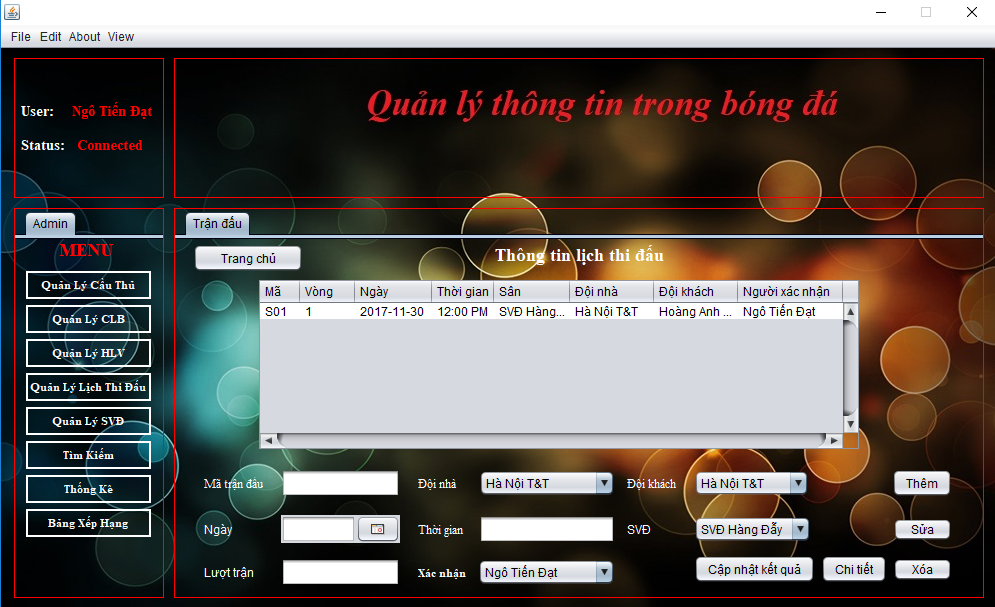 File Edit About View
User: Ngô Tiến Đạt
Status: Connected
Quản lý thông tin trong bóng đá
Admin
MENU
Quản Lý Cầu Thủ
Quản Lý CLB
Quản Lý HLV
Quản Lý Lịch Thi Đấu
Quản Lý SVĐ
Tìm Kiếm
Thống Kê
Bảng Xếp Hạng
Trận đấu
Trang chủ
Thông tin lịch thi đấu
Mã Vòng Ngày Thời gian Sân Đội nhà Đội khách Người xác nhận
S01 1 2017-11-30 12:00 PM SVĐ Hàng... Hà Nội T&T Hoàng Anh ... Ngô Tiến Đạt
Mã trận đấu Đội nhà Hà Nội T&T Đội khách Hà Nội T&T Thêm
Ngày Thời gian SVĐ SVĐ Hàng Đẫy Sửa
Lượt trận Xác nhận Ngô Tiến Đạt Cập nhật kết quả Chi tiết Xóa